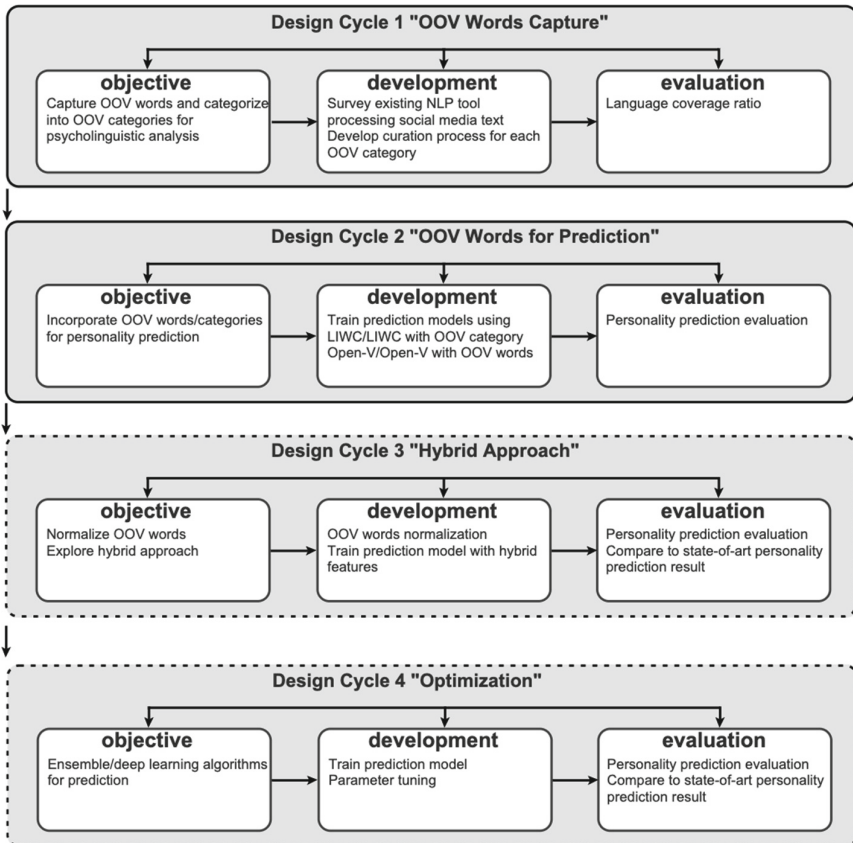 Design Cycle 1 "OOV Words Capture"
objective
Capture OOV words and categorize
into OOV categories for
psycholinguistic analysis
development
Survey existing NLP tool
processing social media text
Develop curation process for each
OOV category
evaluation
Language coverage ratio
Design Cycle 2 "OOV Words for Prediction"
objective
Incorporate OOV words/categories
for personality prediction
development
Train prediction models using
LIWC/LIWC with OOV category
Open-V/Open-V with OOV words
evaluation
Personality prediction evaluation
Design Cycle 3 "Hybrid Approach"
objective
Normalize OOV words
Explore hybrid approach
development
OOV words normalization
Train prediction model with hybrid
features
evaluation
Personality prediction evaluation
Compare to state-of-art personality
prediction result
Design Cycle 4 "Optimization"
objective
Ensemble/deep learning algorithms
for prediction
development
Train prediction model
Parameter tuning
evaluation
Personality prediction evaluation
Compare to state-of-art personality
prediction result